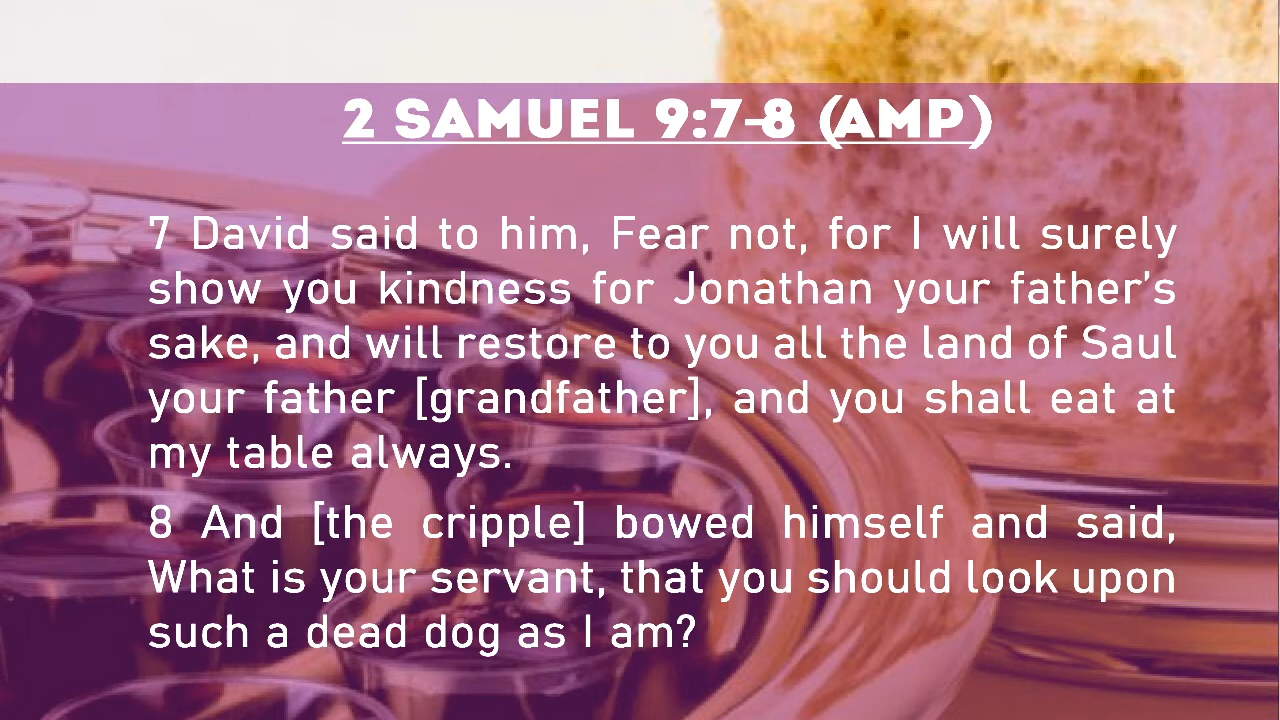 2 SAMUEL 9:7-8 (AMP)
7 David said to him, Fear not, for I will surely
show you kindness for Jonathan your father’s
sake, and will restore to you all the land of Saul
your father [grandfather], and you shall eat at
my table always.
8 And [the cripple] bowed himself and said,
What is your servant, that you should look upon
such a dead dog as I am?